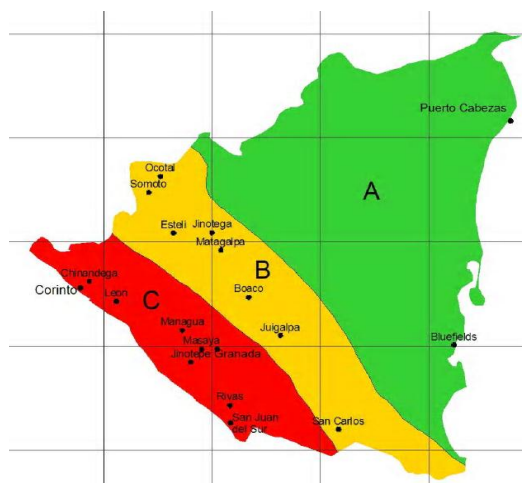 Puerto Cabezas
Ocotal
Somoto
A
Esteli
Jinotega
Matagalpa
B
Chinandega
Corinto
C
Leon
Boaco
Managua
Juigalpa
Bluefields
Masaya
Jinotepe Granada
Rivas
San Juan
del Sur
San Carlos